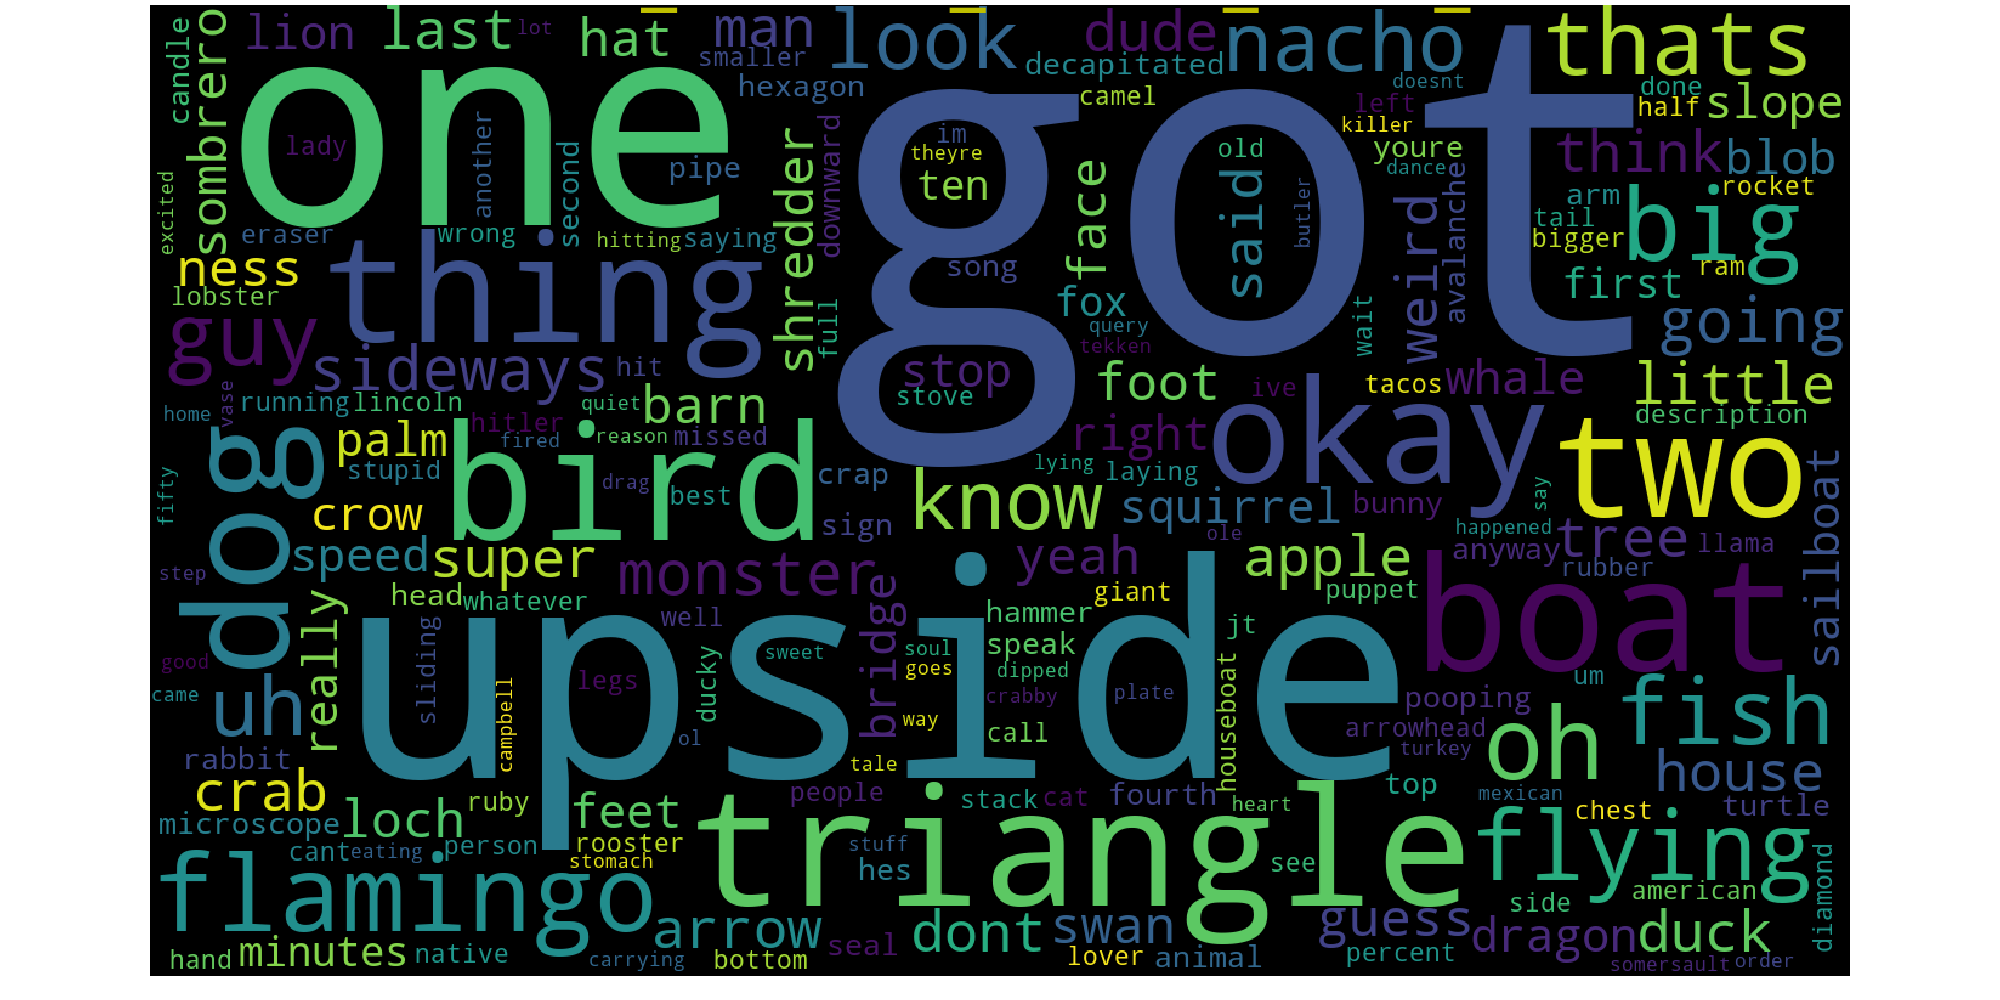 candle
sombrero
lion
last
lot
hat
man
smaller
hexagon
look
dude
decapitated
camel
nacho
doesnt
thats
done
half
slope
one
lady
another
second
pipe
shredder
downward
got
im
theyre
ten
face
said
old
butler
left
killer
youre
dance
think
blob
arm
rocket
tail
bigger
big
excited
eraser
wrong
hitting
saying
song
fox
query
tekken
wait
weird
avalanche
first
ram
going
ness
lobster
guy
thing
full
sideways
hit
stop
stove
foot
ive
tacos
whale
little
description
home
vase
running
lincoln
hitler
quiet
barn
reason
missed
fired
right
okay
two
dog
palm
stupid
bird
drag
best
crap
know
lying
laying
squirrel
bunny
say
fifty
crow
sign
ole
happened
tree
llama
sailboat
speed
super
monster
yeah
apple
anyway
rubber
step
head
whatever
well
bridge
hammer
giant
puppet
boat
really
sliding
upside
speak
jt
good
legs
sweet
soul
goes
dipped
came
uh
campbell
ducky
crabby
plate
houseboat
pooping
um
fish
ol
way
call
arrowhead
turkey
oh
rabbit
tale
house
crab
ruby
feet
people
stack
cat
fourth
heart
top
mexican
chest
turtle
microscope
loch
rooster
triangle
flying
cant
eating
person
stomach
stuff
hes
see
american
diamond
flamingo
arrow
dont
swan
side
guess
dragon
duck
hand
minutes
native
carrying
bottom
seal
lover
animal
percent
somersault
order